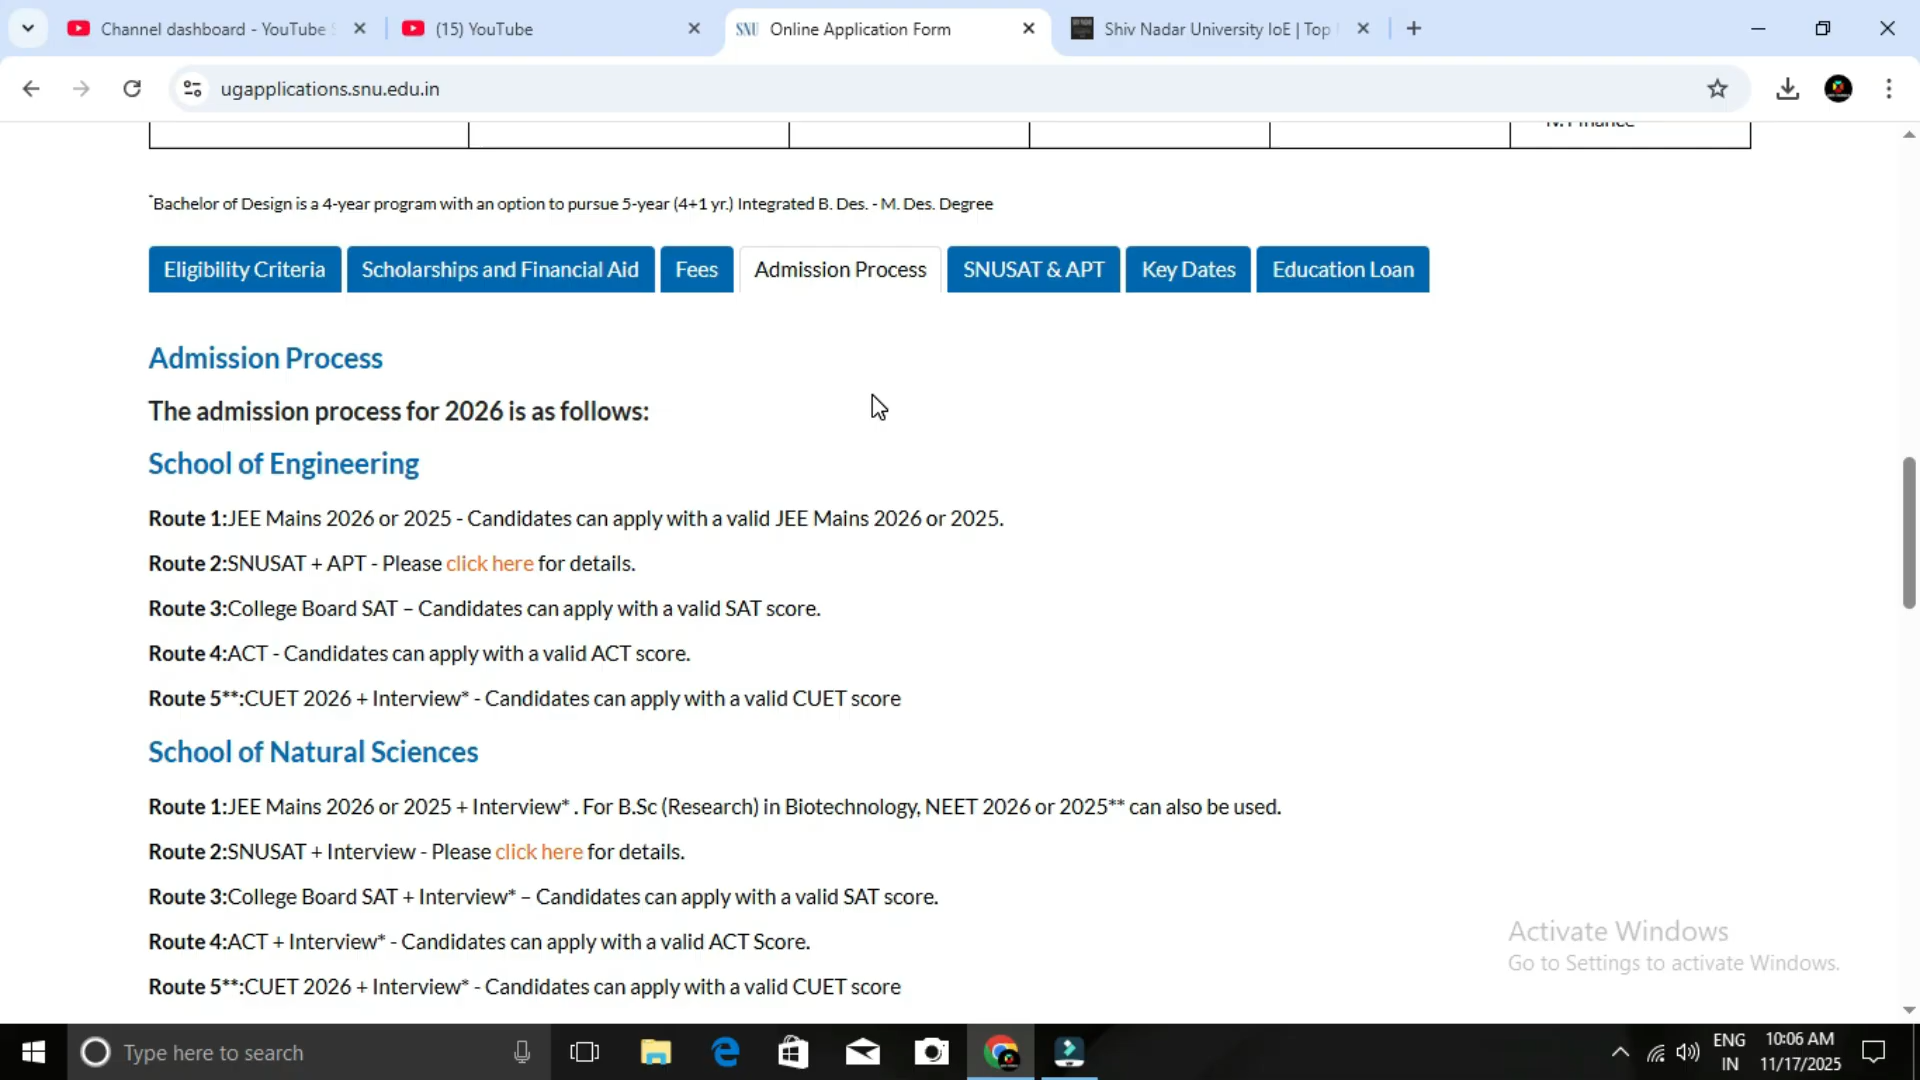 Channel dashboard - YouTube
(15) YouTube
SNU Online Application Form
Shiv Nadar University IoE | Top
ugapplications.snu.edu.in
*Bachelor of Design is a 4-year program with an option to pursue 5-year (4+1 yr.) Integrated B. Des. - M. Des. Degree
Eligibility Criteria
Scholarships and Financial Aid
Fees
Admission Process
SNUSAT & APT
Key Dates
Education Loan
Admission Process
The admission process for 2026 is as follows:
School of Engineering
Route 1:JEE Mains 2026 or 2025 - Candidates can apply with a valid JEE Mains 2026 or 2025.
Route 2:SNUSAT + APT - Please click here for details.
Route 3:College Board SAT – Candidates can apply with a valid SAT score.
Route 4:ACT - Candidates can apply with a valid ACT score.
Route 5**:CUET 2026 + Interview* - Candidates can apply with a valid CUET score
School of Natural Sciences
Route 1:JEE Mains 2026 or 2025 + Interview* . For B.Sc (Research) in Biotechnology, NEET 2026 or 2025** can also be used.
Route 2:SNUSAT + Interview - Please click here for details.
Route 3:College Board SAT + Interview* – Candidates can apply with a valid SAT score.
Route 4:ACT + Interview* - Candidates can apply with a valid ACT Score.
Route 5**:CUET 2026 + Interview* - Candidates can apply with a valid CUET score
Activate Windows
Go to Settings to activate Windows.
Type here to search
ENG
IN
10:06 AM
11/17/2025